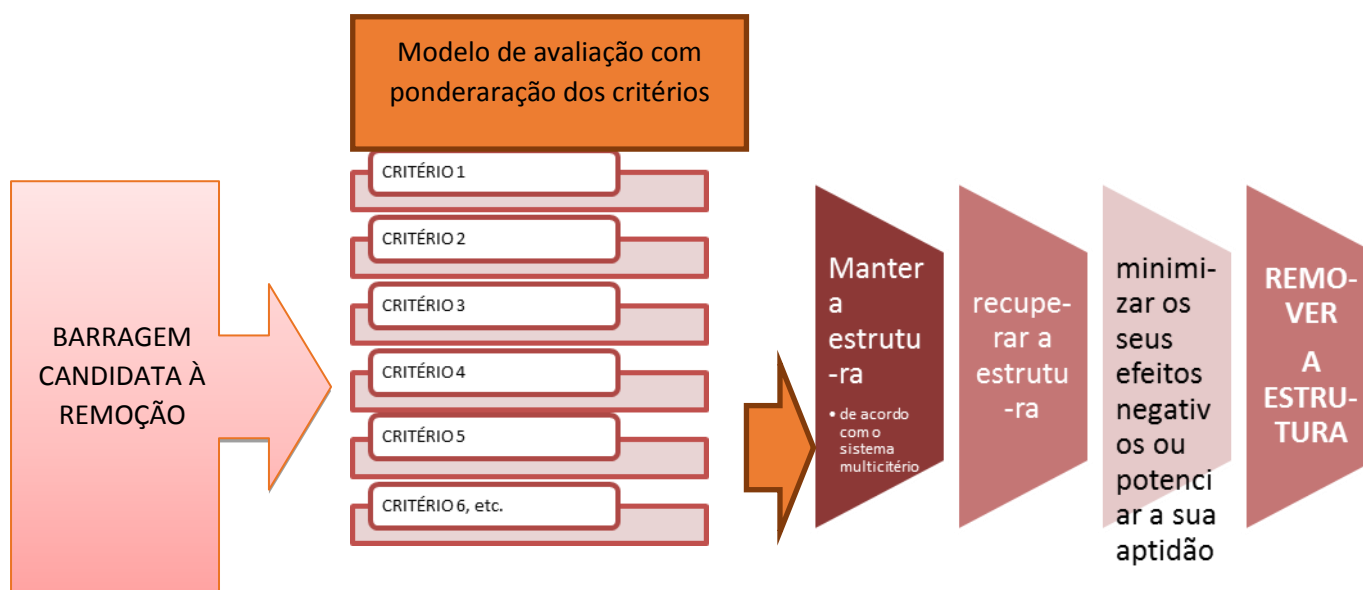 Modelo de avaliação com
ponderaração dos critérios
BARRAGEM
CANDIDATA À
REMOÇÃO
CRITÉRIO 1
CRITÉRIO 2
CRITÉRIO 3
CRITÉRIO 4
CRITÉRIO 5
CRITÉRIO 6, etc.
Manter
a
estrutu-
-ra
• de acordo
com o
sistema
multicitério
recupe-
rar a
estrutu
-ra
minimi-
zar os
seus
efeitos
negativ
os ou
potenci
ar a sua
aptidão
REMO-
VER
A
ESTRU-
TURA